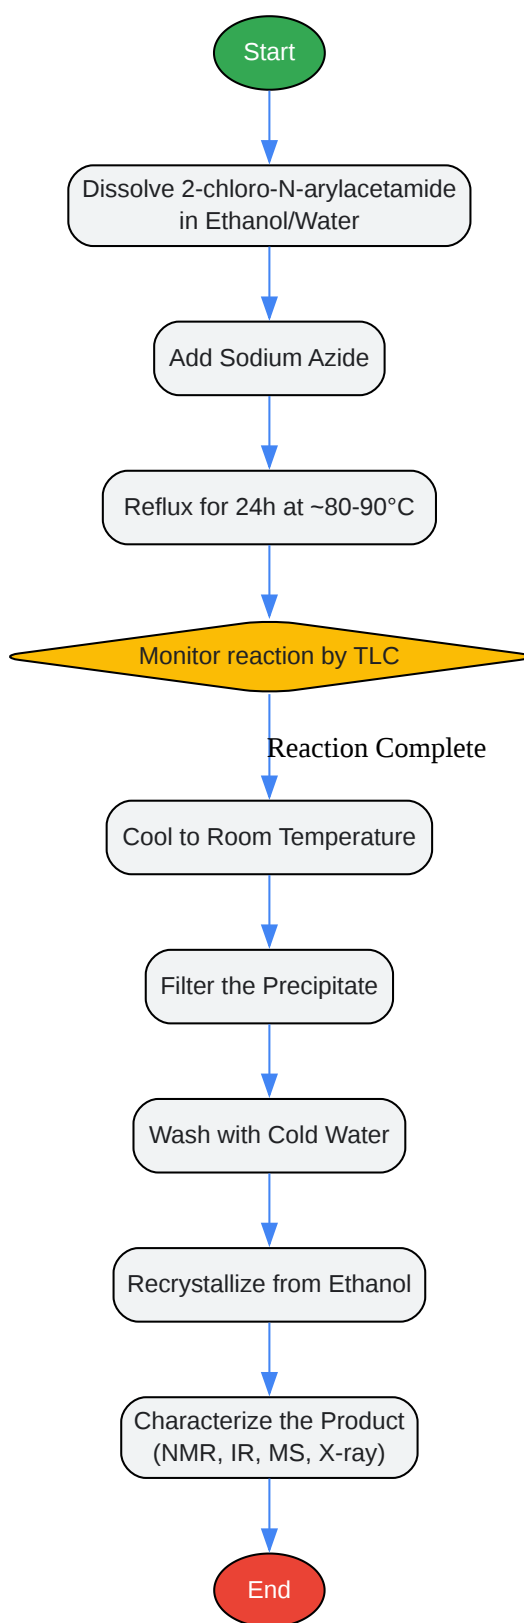 Start
Dissolve 2-chloro-N-arylacetamide
in Ethanol/Water
Add Sodium Azide
Reflux for 24h at ~80-90°C
Monitor reaction by TLC
Reaction Complete
Cool to Room Temperature
Filter the Precipitate
Wash with Cold Water
Recrystallize from Ethanol
Characterize the Product
(NMR, IR, MS, X-ray)
End